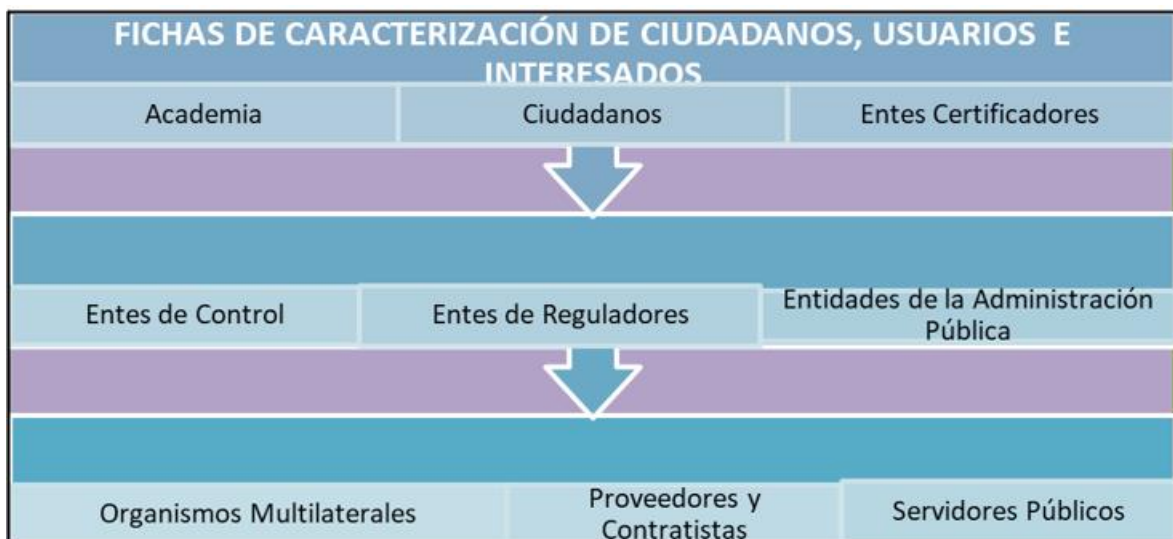 FICHAS DE CARACTERIZACIÓN DE CIUDADANOS, USUARIOS E
INTERESADOS
Academia
Ciudadanos
Entes Certificadores
Entes de Control
Entes de Reguladores
Entidades de la Administración
Pública
Organismos Multilaterales
Proveedores y
Contratistas
Servidores Públicos